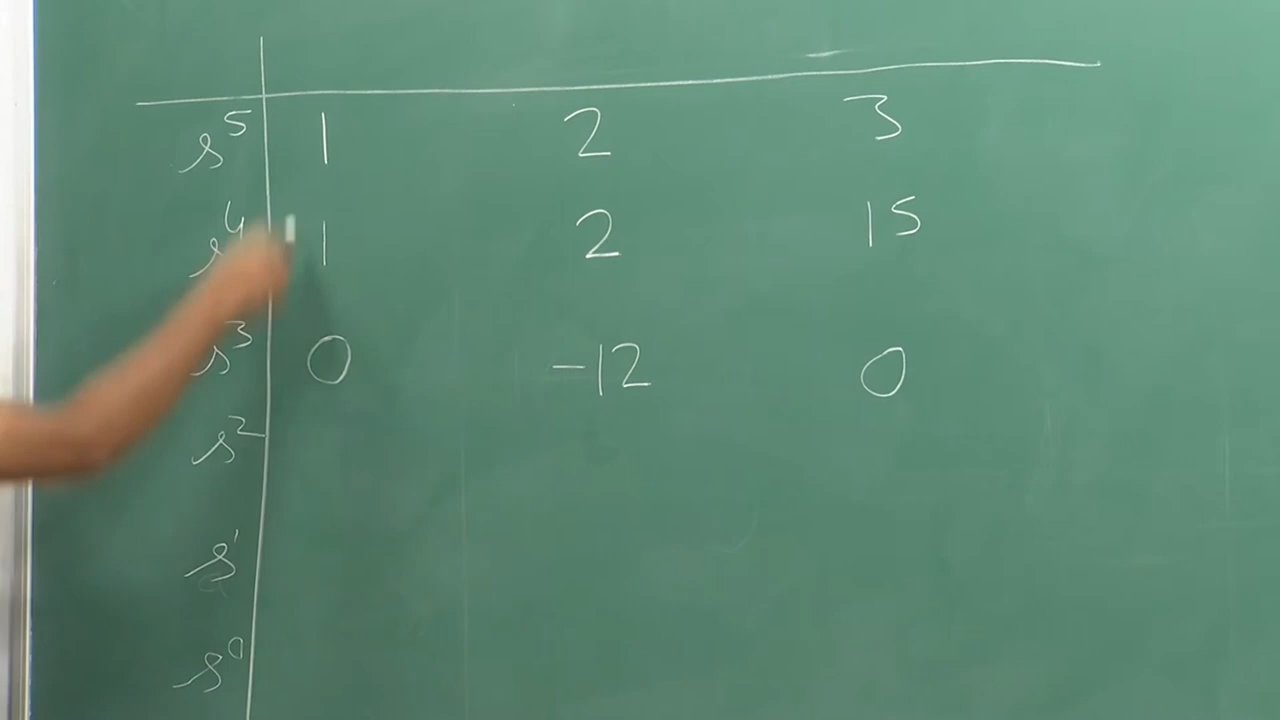 s⁵ 1 2 3
s⁴ 1 2 15
s³ 0 -12 0
s²
s¹
s⁰